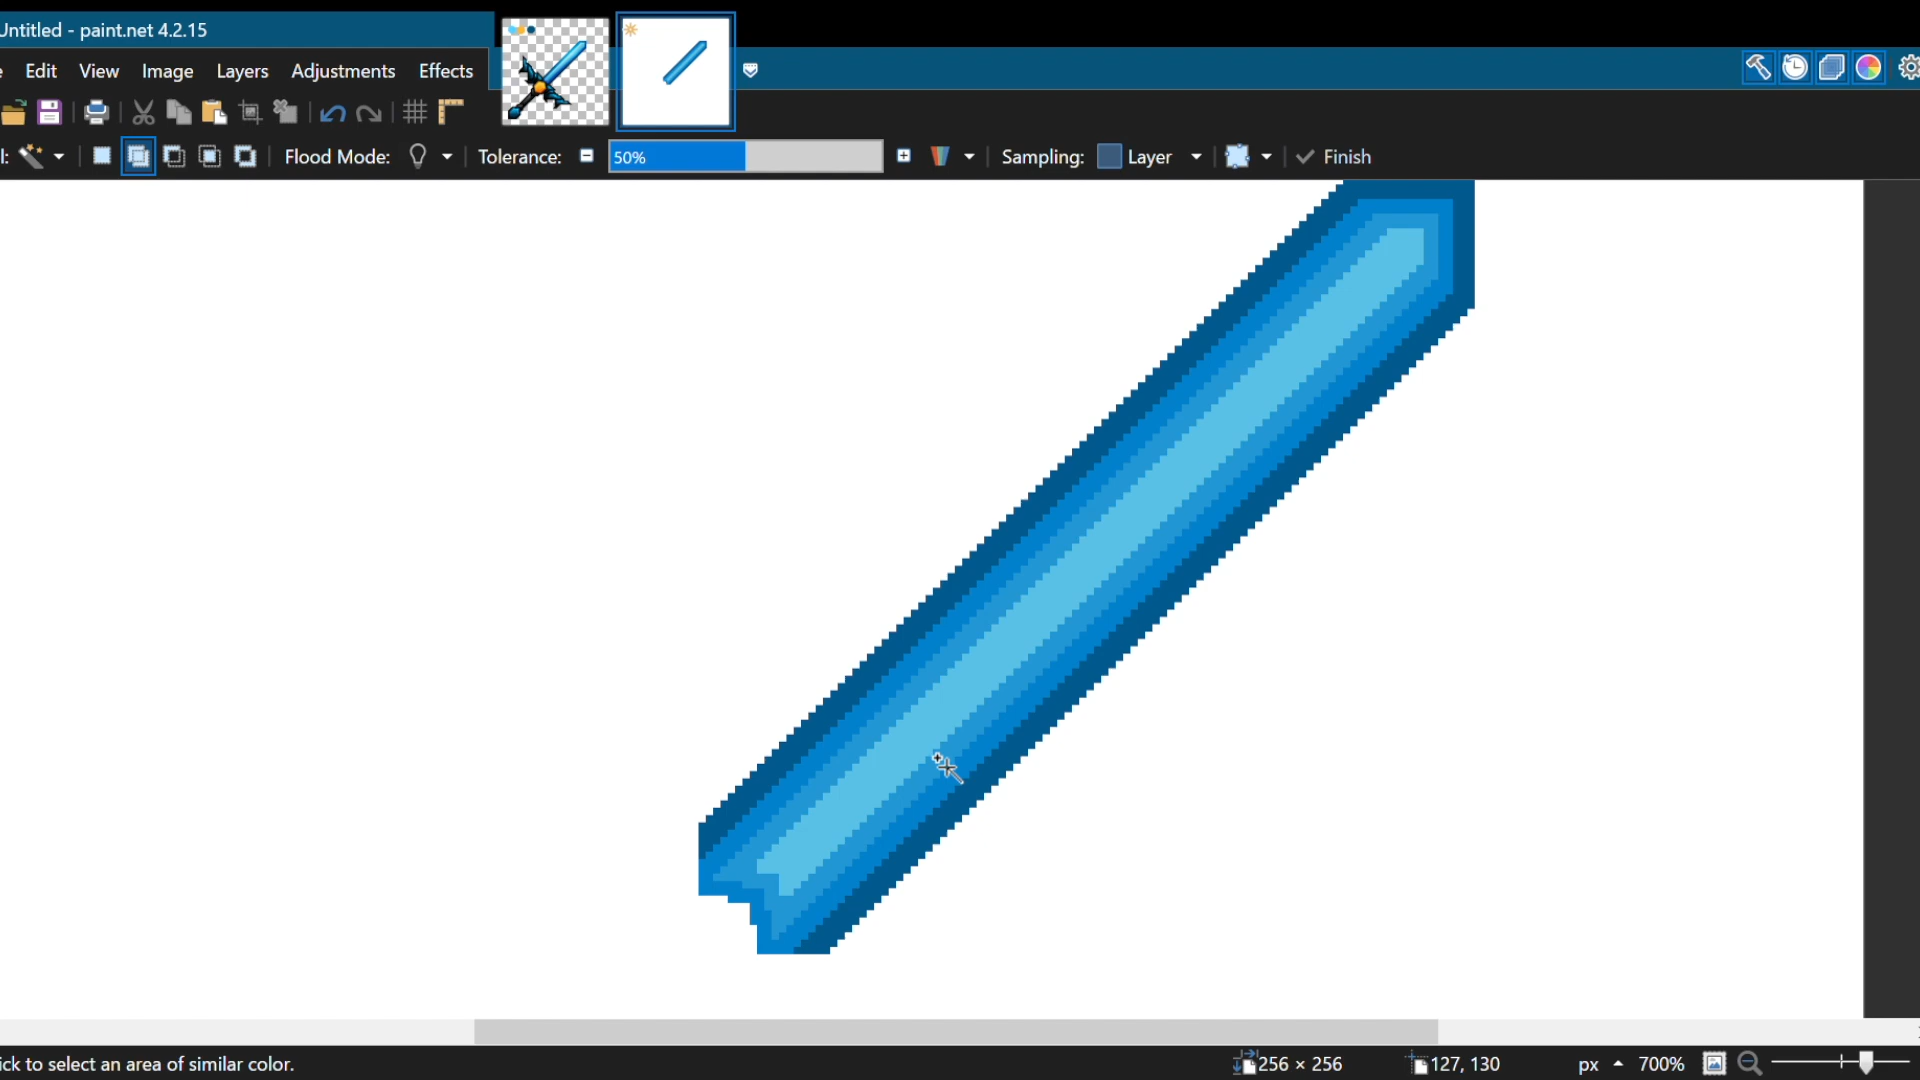 Untitled - paint.net 4.2.15
Edit View Image Layers Adjustments Effects
Flood Mode: Tolerance: 50% Sampling: Layer Finish
ick to select an area of similar color. 256 × 256 127, 130 px 700%